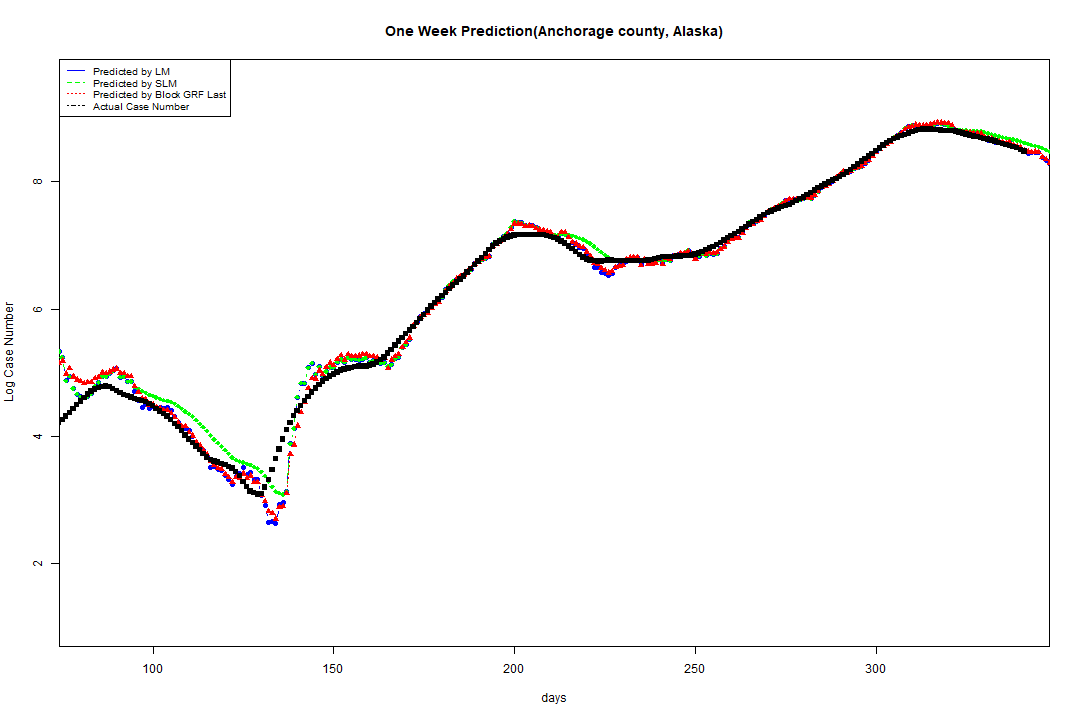 One Week Prediction(Anchorage county, Alaska)
Predicted by LM
Predicted by SLM
Predicted by Block GRF Last
Actual Case Number
8
6
4
2
Log Case Number
100 150 200 250 300
days